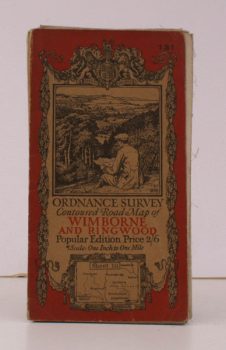 ORDNANCE SURVEY
Contoured Road Map of
WIMBORNE
AND RINGWOOD
Popular Edition Price 2/6
Scale: One Inch to One Mile